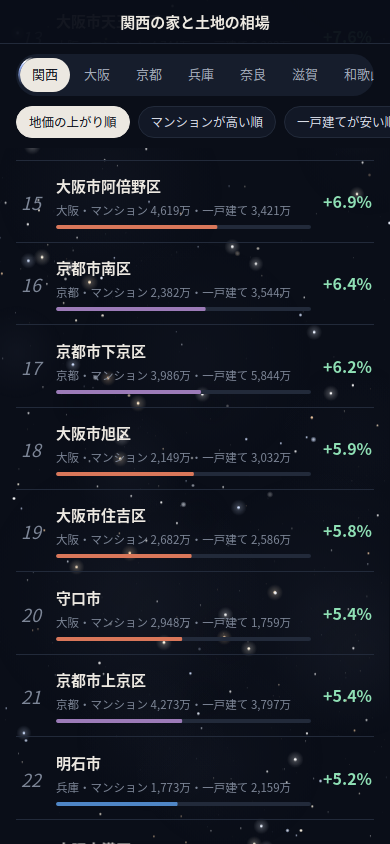 関西の家と土地の相場
+7.6%
関西 大阪 京都 兵庫 奈良 滋賀
地価の上がり順 マンションが高い順
15 大阪市阿倍野区 +6.9%
大阪・マンション 4,619万・一戸建て 3,421万
16 京都市南区 +6.4%
京都・マンション 2,382万・一戸建て 3,544万
17 京都市下京区 +6.2%
京都・マンション 3,986万・一戸建て 5,844万
18 大阪市旭区 +5.9%
大阪・マンション 2,149万・一戸建て 3,032万
19 大阪市住吉区 +5.8%
大阪・マンション 2,682万・一戸建て 2,586万
20 守口市 +5.4%
大阪・マンション 2,948万・一戸建て 1,759万
21 京都市上京区 +5.4%
京都・マンション 4,273万・一戸建て 3,797万
22 明石市 +5.2%
兵庫・マンション 1,773万・一戸建て 2,159万